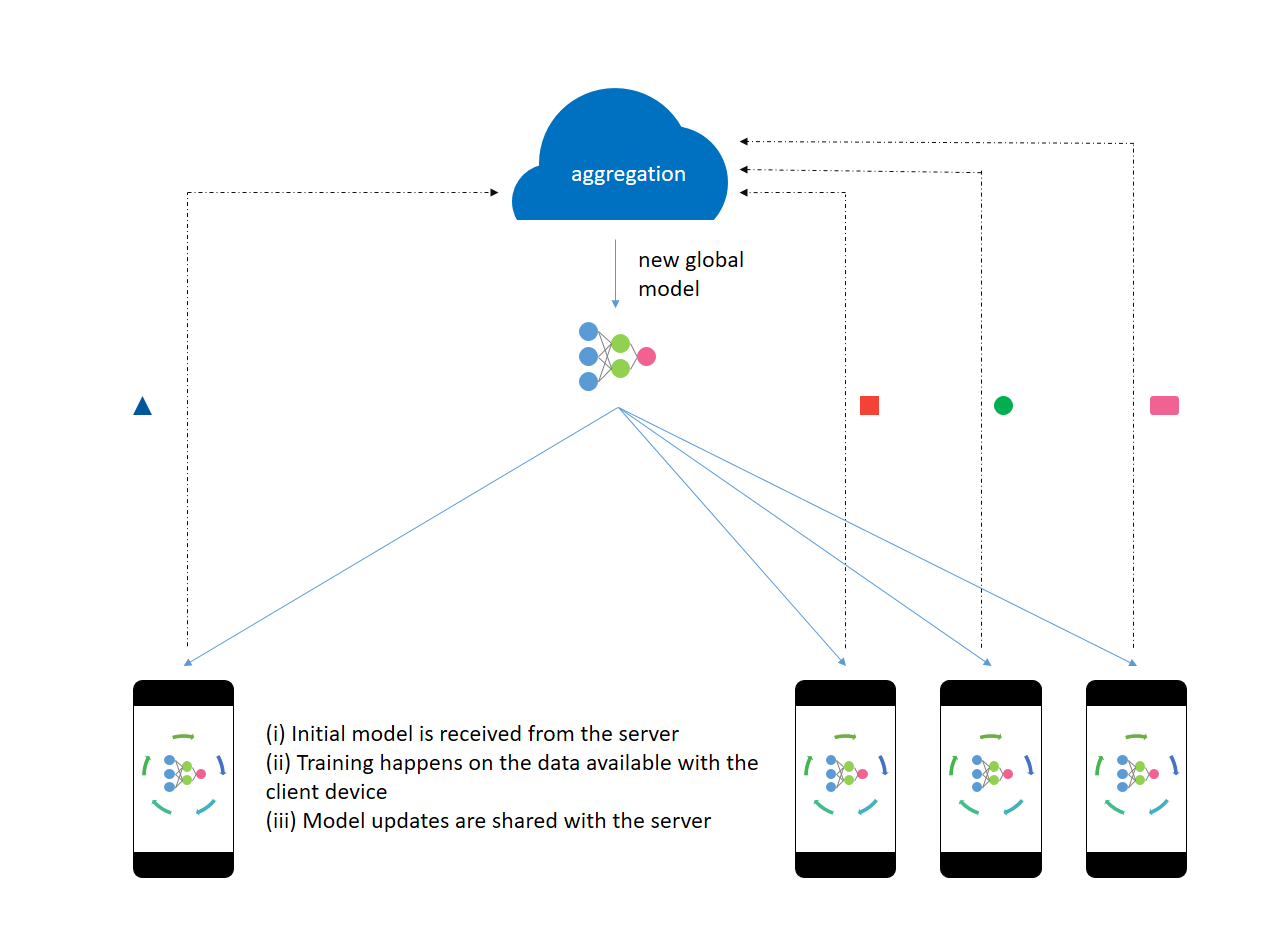 aggregation
new global
model
(i) Initial model is received from the server
(ii) Training happens on the data available with the
client device
(iii) Model updates are shared with the server